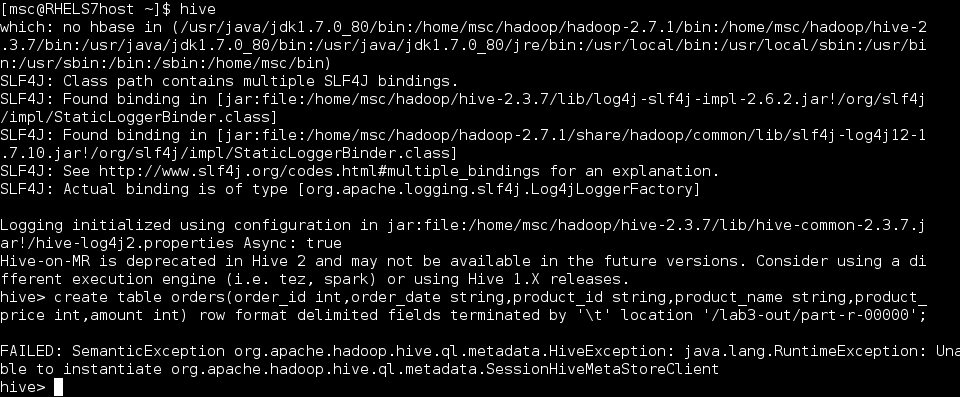 [msc@RHELS7host ~]$ hive
which: no hbase in (/usr/java/jdk1.7.0_80/bin:/home/msc/hadoop/hadoop-2.7.1/bin:/home/msc/hadoop/hive-2
.3.7/bin:/usr/java/jdk1.7.0_80/bin:/usr/java/jdk1.7.0_80/jre/bin:/usr/local/bin:/usr/local/sbin:/usr/bi
n:/usr/sbin:/bin:/sbin:/home/msc/bin)
SLF4J: Class path contains multiple SLF4J bindings.
SLF4J: Found binding in [jar:file:/home/msc/hadoop/hive-2.3.7/lib/log4j-slf4j-impl-2.6.2.jar!/org/slf4j
/impl/StaticLoggerBinder.class]
SLF4J: Found binding in [jar:file:/home/msc/hadoop/hadoop-2.7.1/share/hadoop/common/lib/slf4j-log4j12-1
.7.10.jar!/org/slf4j/impl/StaticLoggerBinder.class]
SLF4J: See http://www.slf4j.org/codes.html#multiple_bindings for an explanation.
SLF4J: Actual binding is of type [org.apache.logging.slf4j.Log4jLoggerFactory]
Logging initialized using configuration in jar:file:/home/msc/hadoop/hive-2.3.7/lib/hive-common-2.3.7.j
ar!/hive-log4j2.properties Async: true
Hive-on-MR is deprecated in Hive 2 and may not be available in the future versions. Consider using a di
fferent execution engine (i.e. tez, spark) or using Hive 1.X releases.
hive> create table orders(order_id int,order_date string,product_id string,product_name string,product_
price int,amount int) row format delimited fields terminated by '\t' location '/lab3-out/part-r-00000';
FAILED: SemanticException org.apache.hadoop.hive.ql.metadata.HiveException: java.lang.RuntimeException: Una
ble to instantiate org.apache.hadoop.hive.ql.metadata.SessionHiveMetaStoreClient
hive>